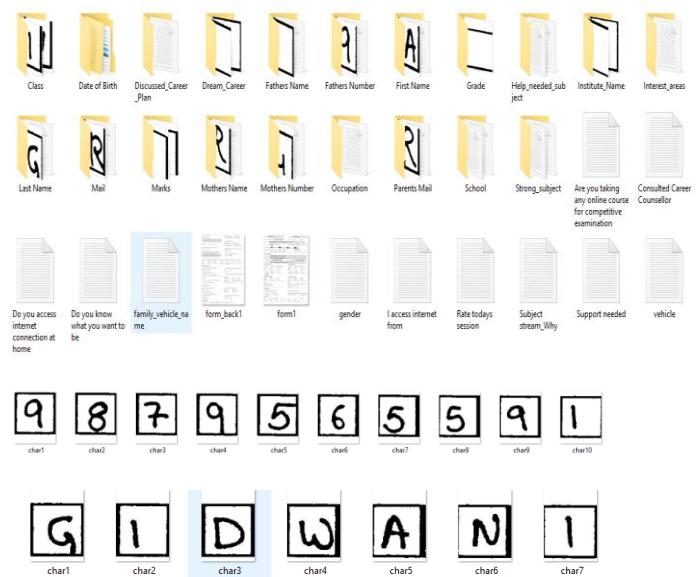 Class Date of Birth Discussed_Career_Plan Dream_Career Fathers Name Fathers Number First Name Grade Help_needed_subject Institute_Name Interest_areas
Last Name Mail Marks Mothers Name Mothers Number Occupation Parents Mail School Strong_subject Are you taking any online course for competitive examination Consulted Career Counsellor
Do you access internet connection at home Do you know what you want to be family_vehicle_name form_back1 form1 gender I access internet from Rate todays session Subject stream_Why Support needed vehicle
9 8 7 9 5 6 5 5 9 1
char1 char2 char3 char4 char5 char6 char7 char8 char9 char10
G I D W A N I
char1 char2 char3 char4 char5 char6 char7